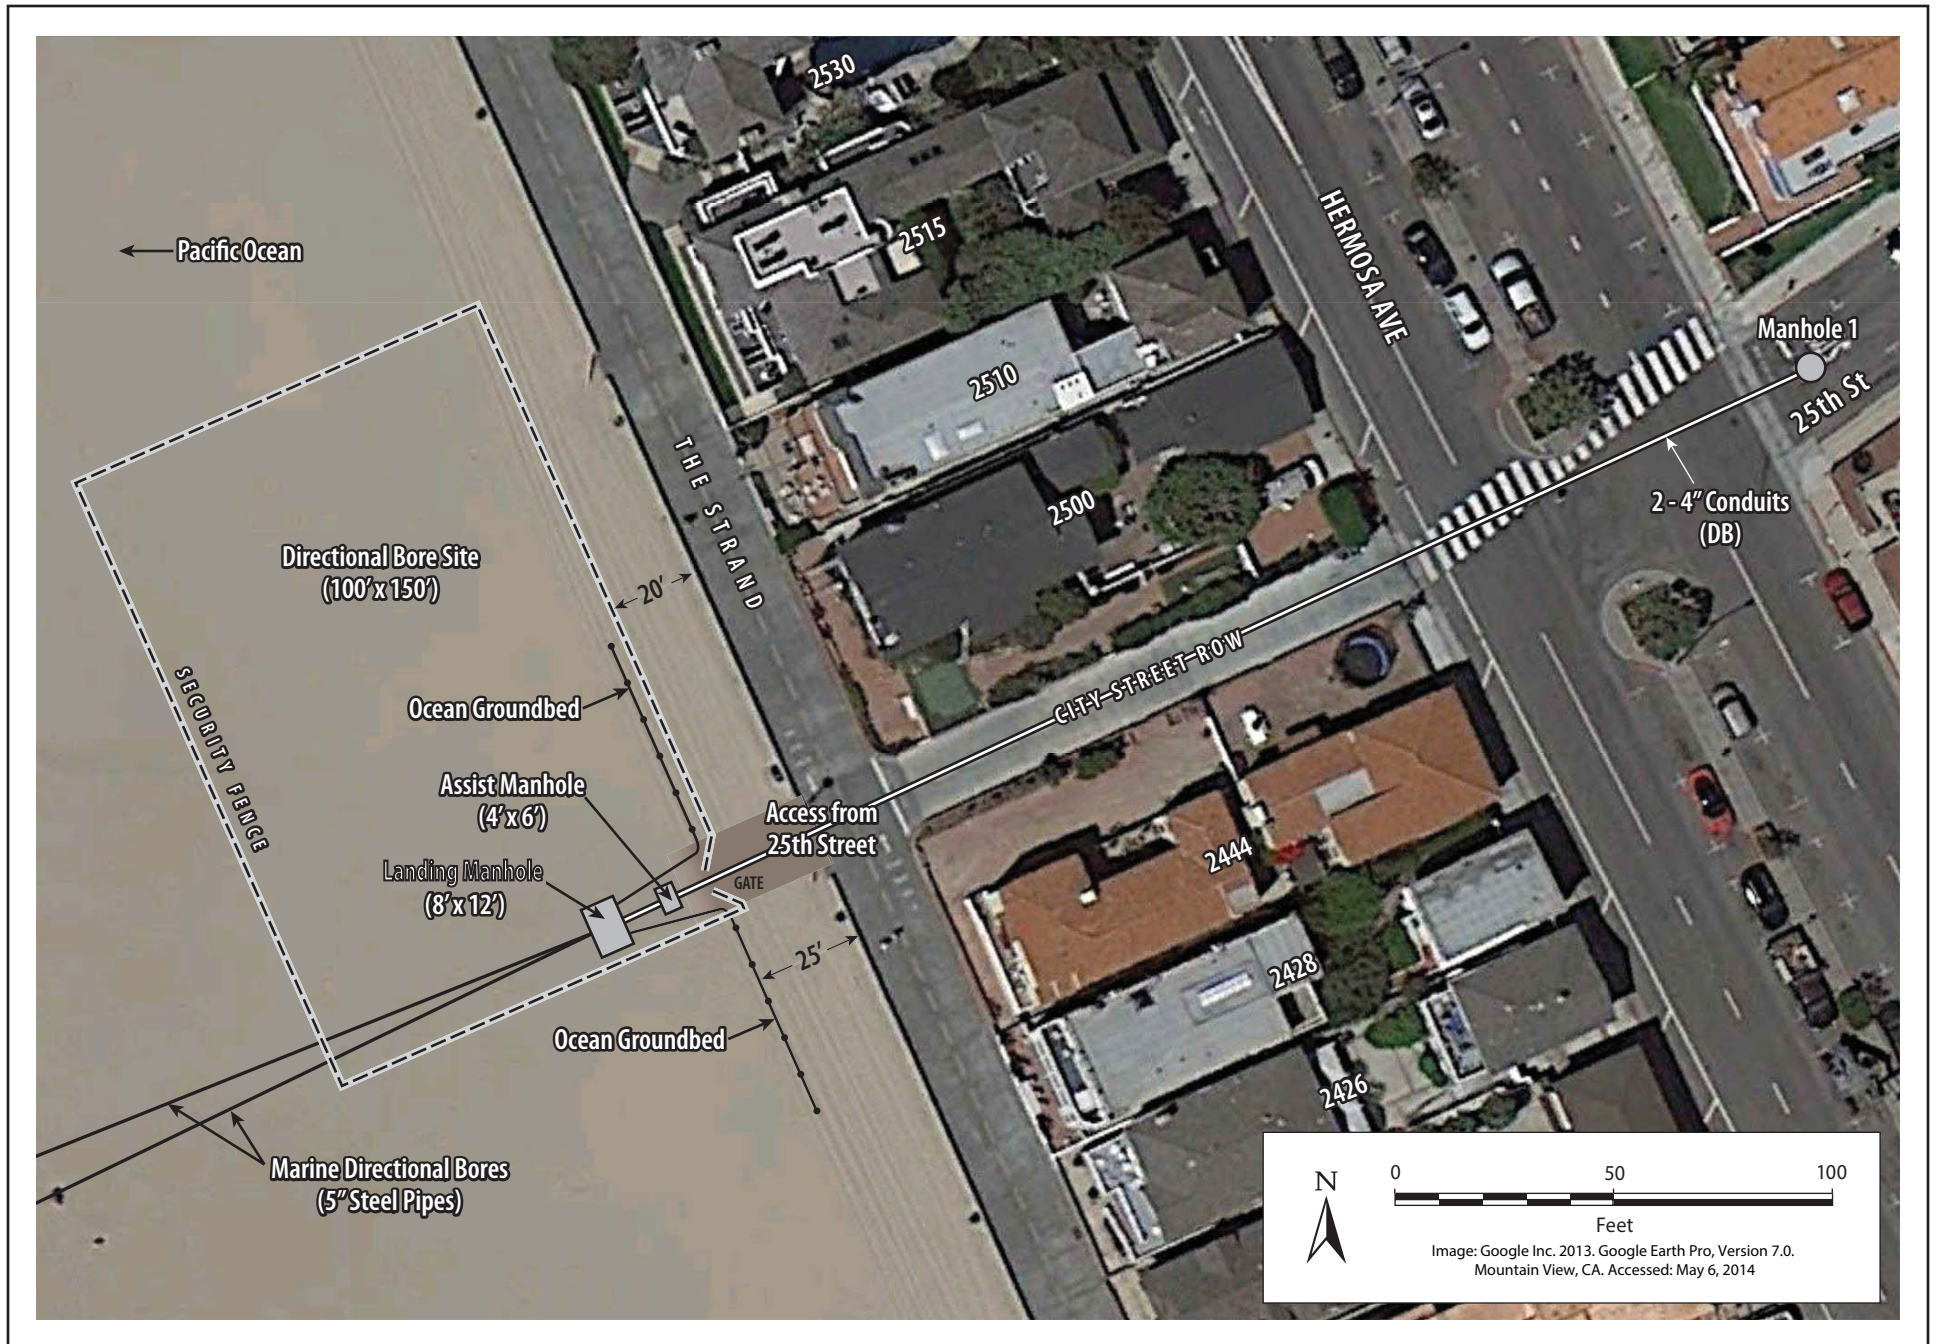 2530
2515
HERMOSA AVE
Pacific Ocean
Manhole 1
25th St
2510
THE STRAND
2500
2 - 4" Conduits
(DB)
Directional Bore Site
(100' x 150')
20'
SECURITY FENCE
CITY STREET ROW
Ocean Groundbed
Assist Manhole
(4' x 6')
Access from
25th Street
Landing Manhole
(8' x 12')
GATE
2444
25'
2428
Ocean Groundbed
2426
Marine Directional Bores
(5" Steel Pipes)
N
0 50 100
Feet
Image: Google Inc. 2013. Google Earth Pro, Version 7.0.
Mountain View, CA. Accessed: May 6, 2014